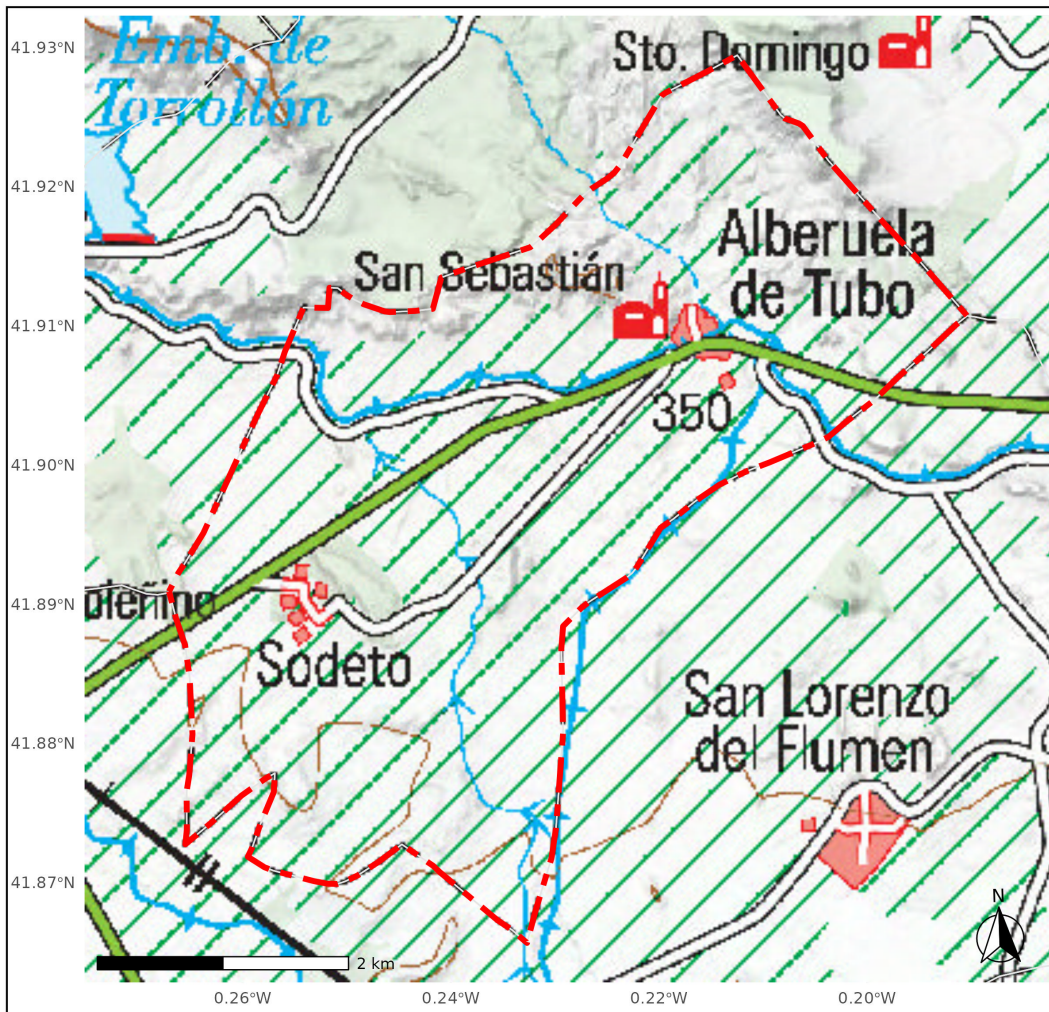 41.93°N
41.92°N
41.91°N
41.90°N
41.89°N
41.88°N
41.87°N
Emb. de
Torrollón
Sto. Domingo
Alberuela
de Tubo
San Sebastián
350
Sodeto
San Lorenzo
del Flumen
N
2 km
0.26°W
0.24°W
0.22°W
0.20°W